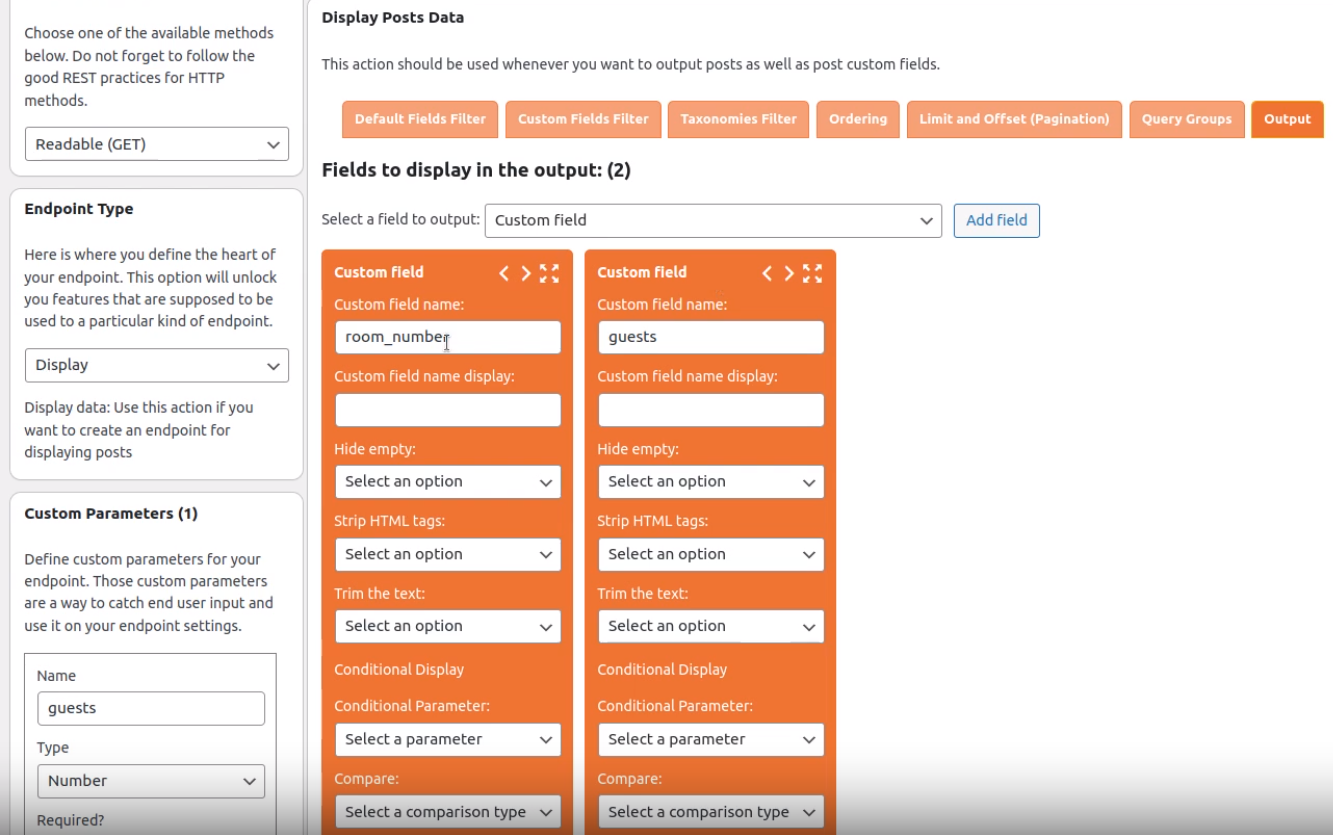 Choose one of the available methods
below. Do not forget to follow the
good REST practices for HTTP
methods.
Readable (GET)
Endpoint Type
Here is where you define the heart of
your endpoint. This option will unlock
you features that are supposed to be
used to a particular kind of endpoint.
Display
Display data: Use this action if you
want to create an endpoint for
displaying posts
Custom Parameters (1)
Define custom parameters for your
endpoint. Those custom parameters
are a way to catch end user input and
use it on your endpoint settings.
Name
guests
Type
Number
Required?
Display Posts Data
This action should be used whenever you want to output posts as well as post custom fields.
Default Fields Filter
Custom Fields Filter
Taxonomies Filter
Ordering
Limit and Offset (Pagination)
Query Groups
Output
Fields to display in the output: (2)
Select a field to output:
Custom field
Add field
Custom field
Custom field name:
room_number
Custom field name display:
Hide empty:
Select an option
Strip HTML tags:
Select an option
Trim the text:
Select an option
Conditional Display
Conditional Parameter:
Select a parameter
Compare:
Select a comparison type
Custom field
Custom field name:
guests
Custom field name display:
Hide empty:
Select an option
Strip HTML tags:
Select an option
Trim the text:
Select an option
Conditional Display
Conditional Parameter:
Select a parameter
Compare:
Select a comparison type